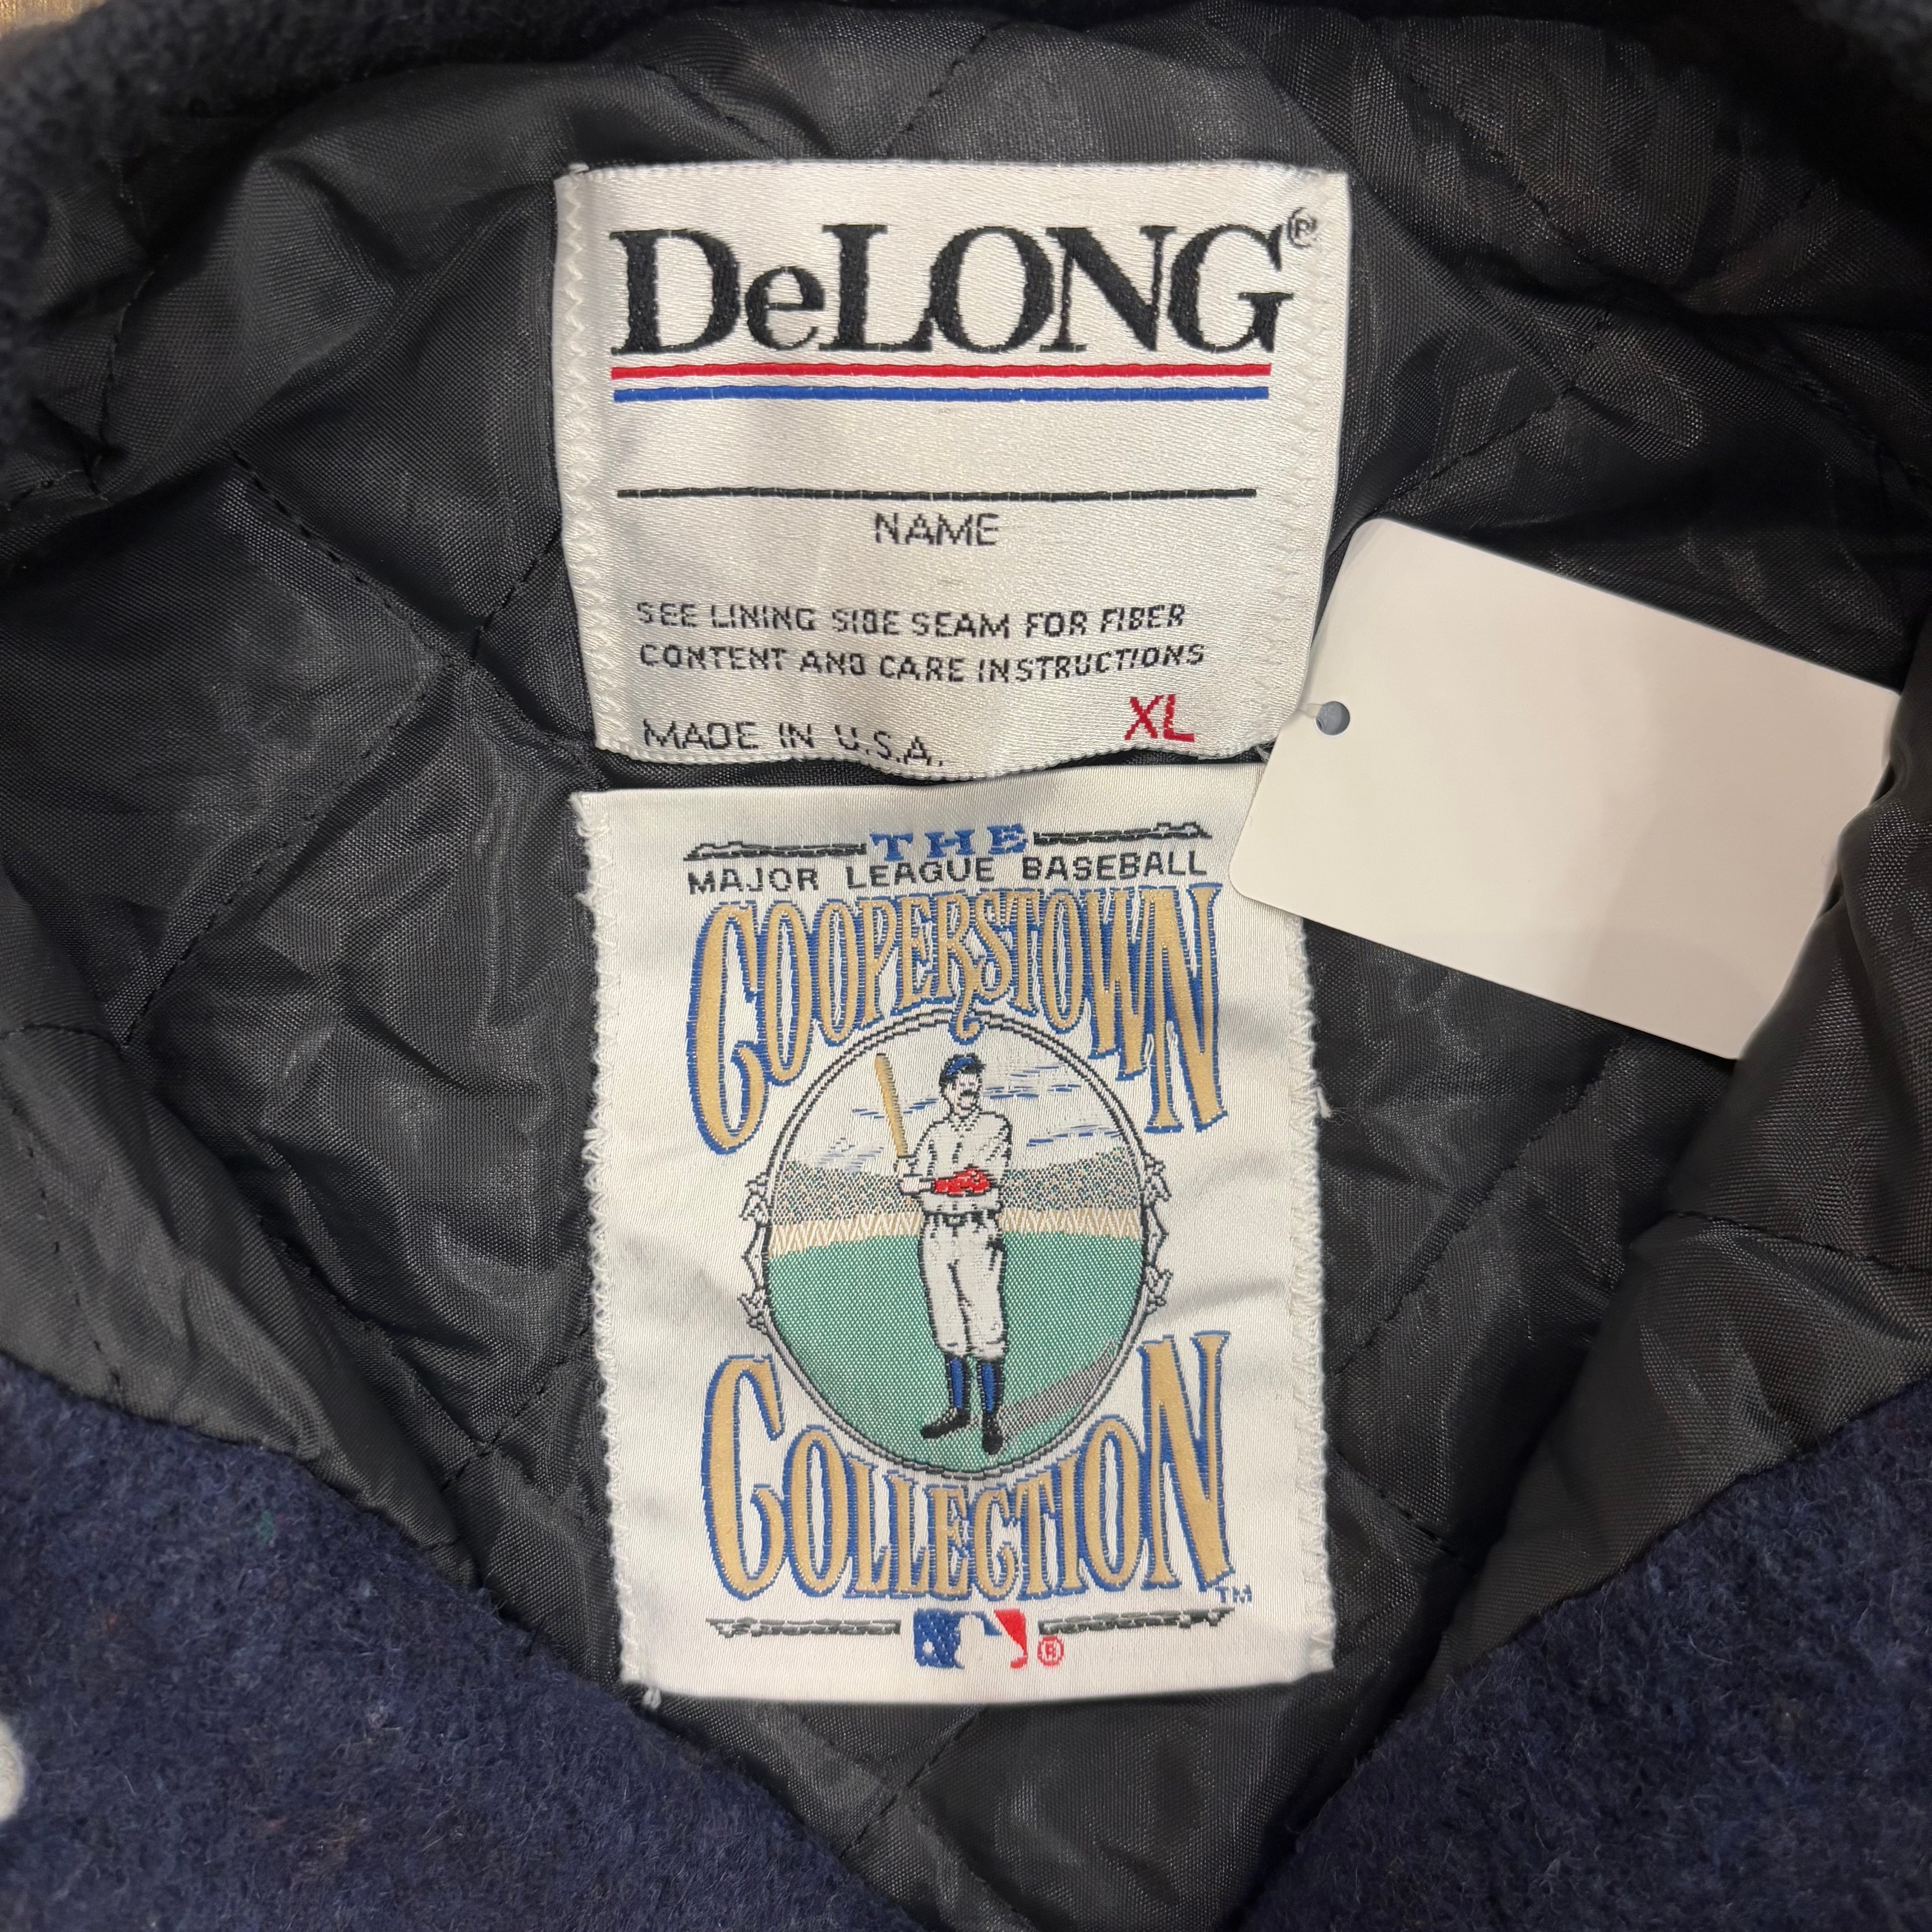 DeLONG®
NAME
SEE LINING SIDE SEAM FOR FIBER
CONTENT AND CARE INSTRUCTIONS
XL
MADE IN U.S.A.
THE
MAJOR LEAGUE BASEBALL
COOPERSTOWN
COLLECTION
TM
®